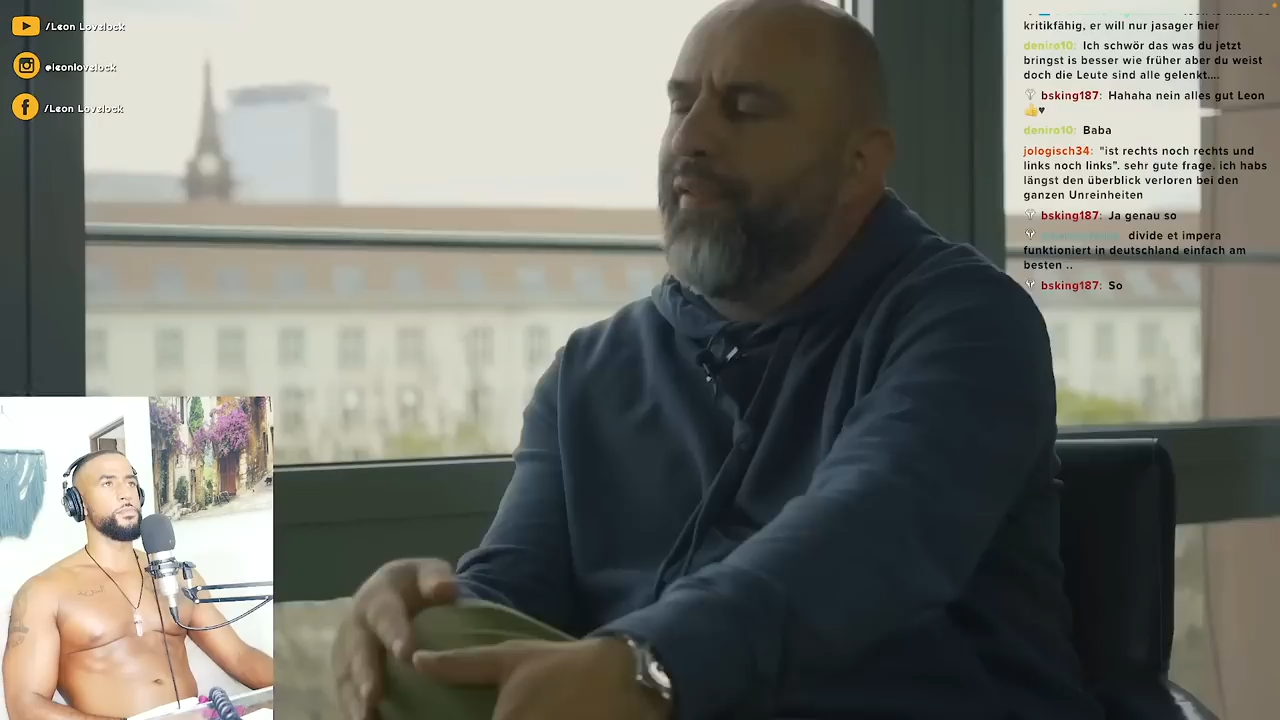 /Leon Lovelock
@leonlovelock
/Leon Lovelock
kritikfähig, er will nur jasager hier
deniro10: Ich schwör das was du jetzt
bringst is besser wie früher aber du weist
doch die Leute sind alle gelenkt....
bsking187: Hahaha nein alles gut Leon
👍♥
deniro10: Baba
jologisch34: "ist rechts noch rechts und
links noch links". sehr gute frage. ich habs
längst den überblick verloren bei den
ganzen Unreinheiten
bsking187: Ja genau so
divide et impera
funktioniert in deutschland einfach am
besten ..
bsking187: So